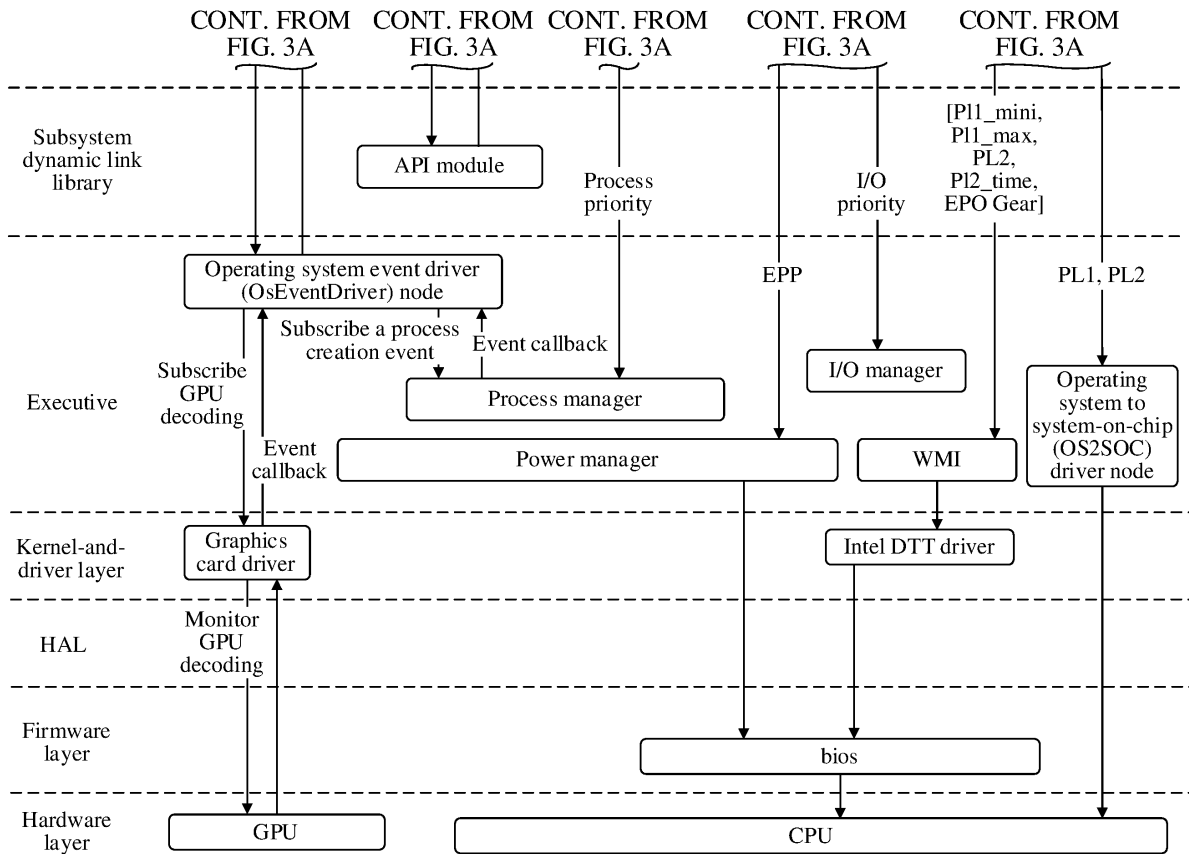 CONT. FROM
FIG. 3A
CONT. FROM
FIG. 3A
CONT. FROM
FIG. 3A
CONT. FROM
FIG. 3A
CONT. FROM
FIG. 3A
Subsystem
dynamic link
library
API module
Process
priority
I/O
priority
[Pl1_mini,
Pl1_max,
PL2,
Pl2_time,
EPO Gear]
Executive
Operating system event driver
(OsEventDriver) node
Subscribe a process
creation event
Event callback
Subscribe
GPU
decoding
Event
callback
Process manager
EPP
Power manager
I/O manager
WMI
PL1, PL2
Operating
system to
system-on-chip
(OS2SOC)
driver node
Kernel-and-
driver layer
Graphics
card driver
Intel DTT driver
HAL
Monitor
GPU
decoding
Firmware
layer
bios
Hardware
layer
GPU
CPU